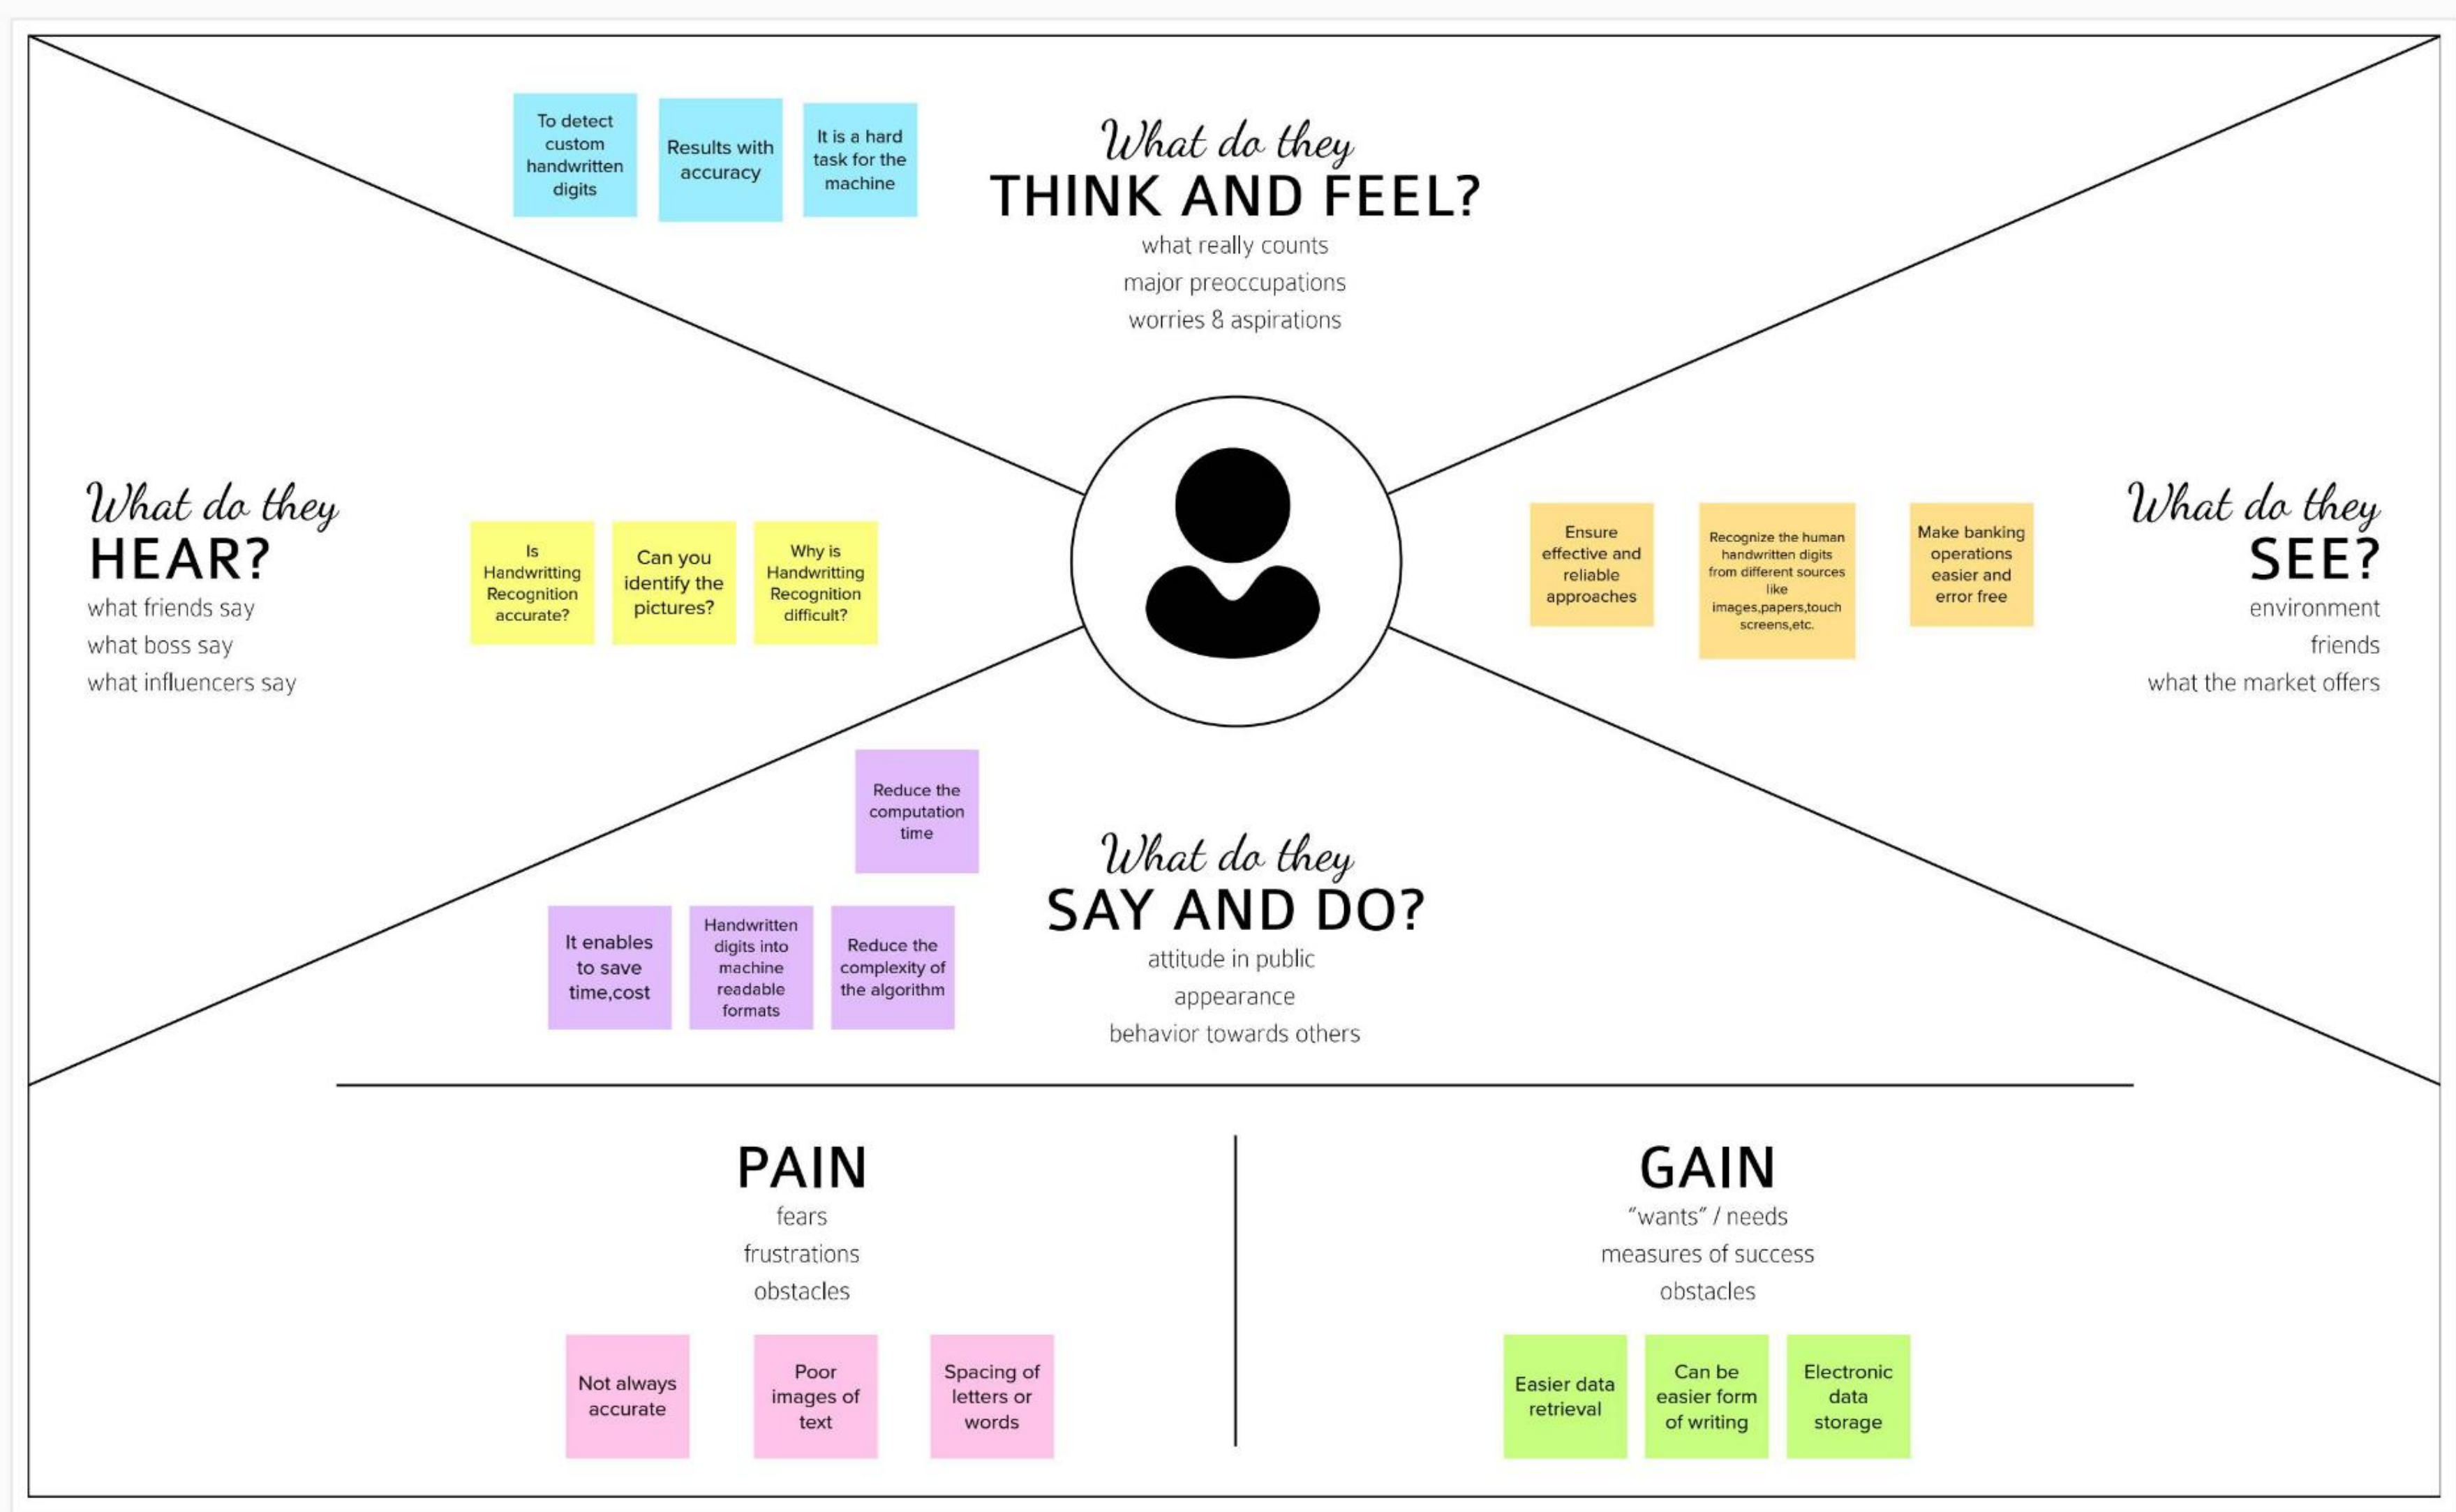 To detect
custom
handwritten
digits
Results with
accuracy
It is a hard
task for the
machine
What do they
THINK AND FEEL?
what really counts
major preoccupations
worries & aspirations
What do they
HEAR?
what friends say
what boss say
what influencers say
Is
Handwritting
Recognition
accurate?
Can you
identify the
pictures?
Why is
Handwritting
Recognition
difficult?
Ensure
effective and
reliable
approaches
Recognize the human
handwritten digits
from different sources
like
images,papers,touch
screens,etc.
Make banking
operations
easier and
error free
What do they
SEE?
environment
friends
what the market offers
Reduce the
computation
time
It enables
to save
time,cost
Handwritten
digits into
machine
readable
formats
Reduce the
complexity of
the algorithm
What do they
SAY AND DO?
attitude in public
appearance
behavior towards others
PAIN
fears
frustrations
obstacles
Not always
accurate
Poor
images of
text
Spacing of
letters or
words
GAIN
“wants” / needs
measures of success
obstacles
Easier data
retrieval
Can be
easier form
of writing
Electronic
data
storage